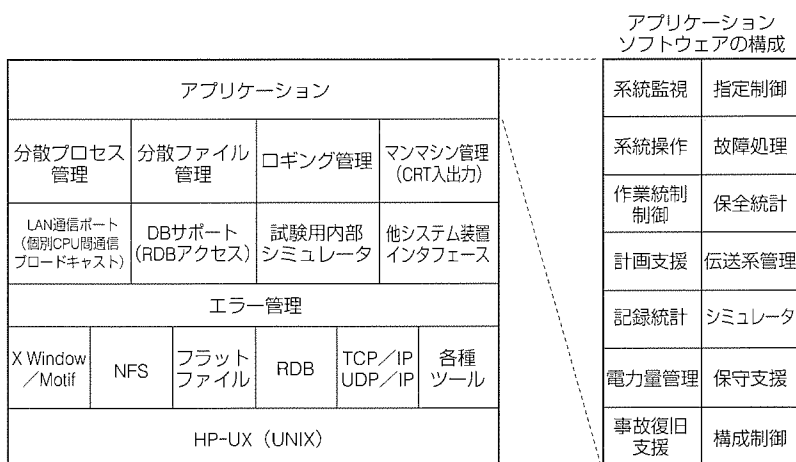 アプリケーション
ソフトウェアの構成
アプリケーション
分散プロセス
管理
分散ファイル
管理
ロギング管理
マンマシン管理
(CRT入出力)
LAN通信ポート
(個別CPU間通信
ブロードキャスト)
DBサポート
(RDBアクセス)
試験用内部
シミュレータ
他システム装置
インタフェース
エラー管理
X Window
／Motif
NFS
フラット
ファイル
RDB
TCP／IP
UDP／IP
各種
ツール
HP-UX（UNIX）
系統監視
指定制御
系統操作
故障処理
作業統制
制御
保全統計
計画支援
伝送系管理
記録統計
シミュレータ
電力量管理
保守支援
事故復旧
支援
構成制御